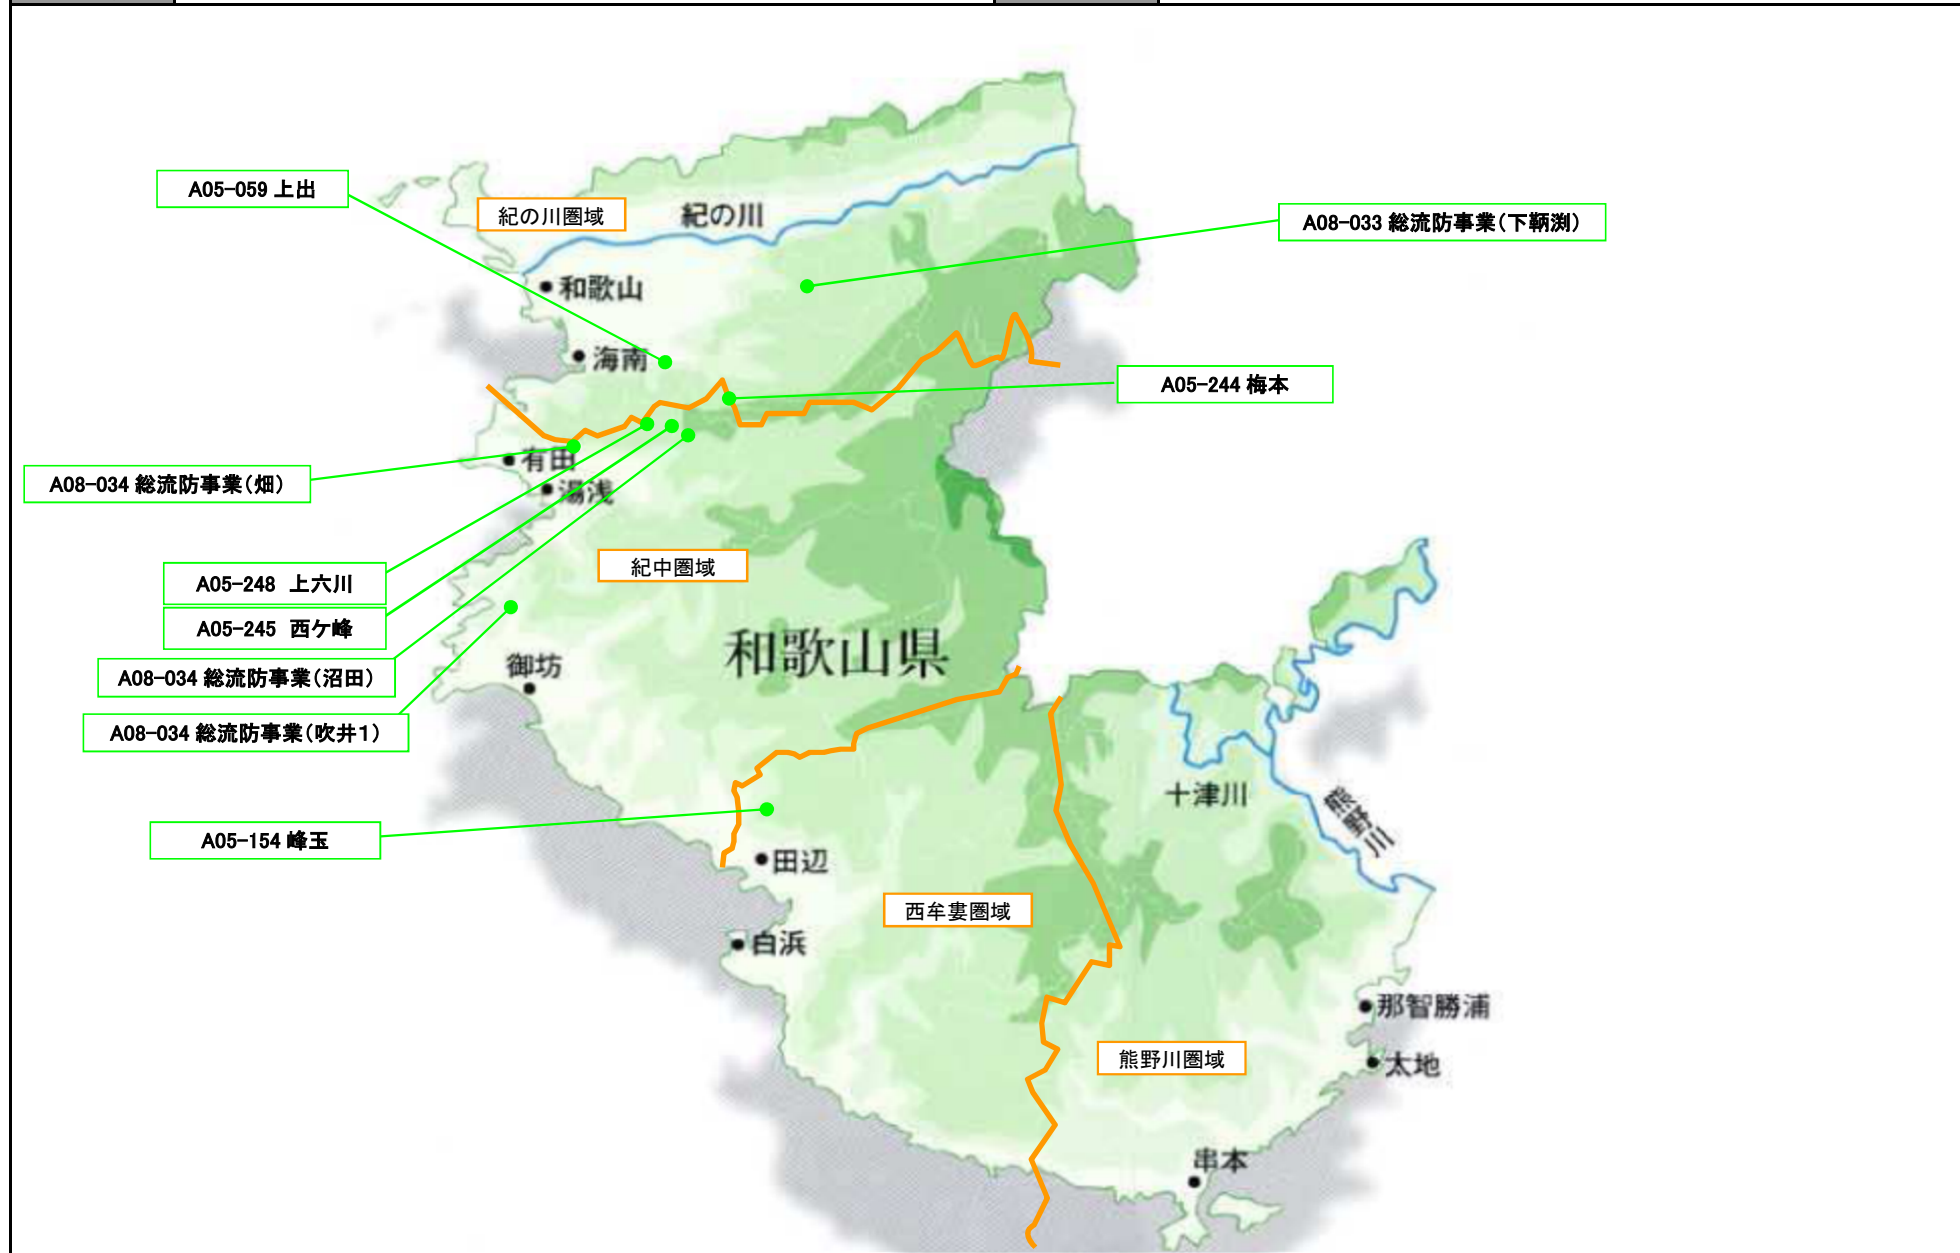 A05-059 上出
紀の川圏域
紀の川
A08-033 総流防事業(下鞆渕)
和歌山
海南
A05-244 梅本
有田
A08-034 総流防事業(畑)
湯浅
紀中圏域
A05-248 上六川
A05-245 西ケ峰
和歌山県
御坊
A08-034 総流防事業(沼田)
A08-034 総流防事業(吹井1)
十津川
熊野川
A05-154 峰玉
田辺
西牟婁圏域
白浜
那智勝浦
熊野川圏域
太地
串本